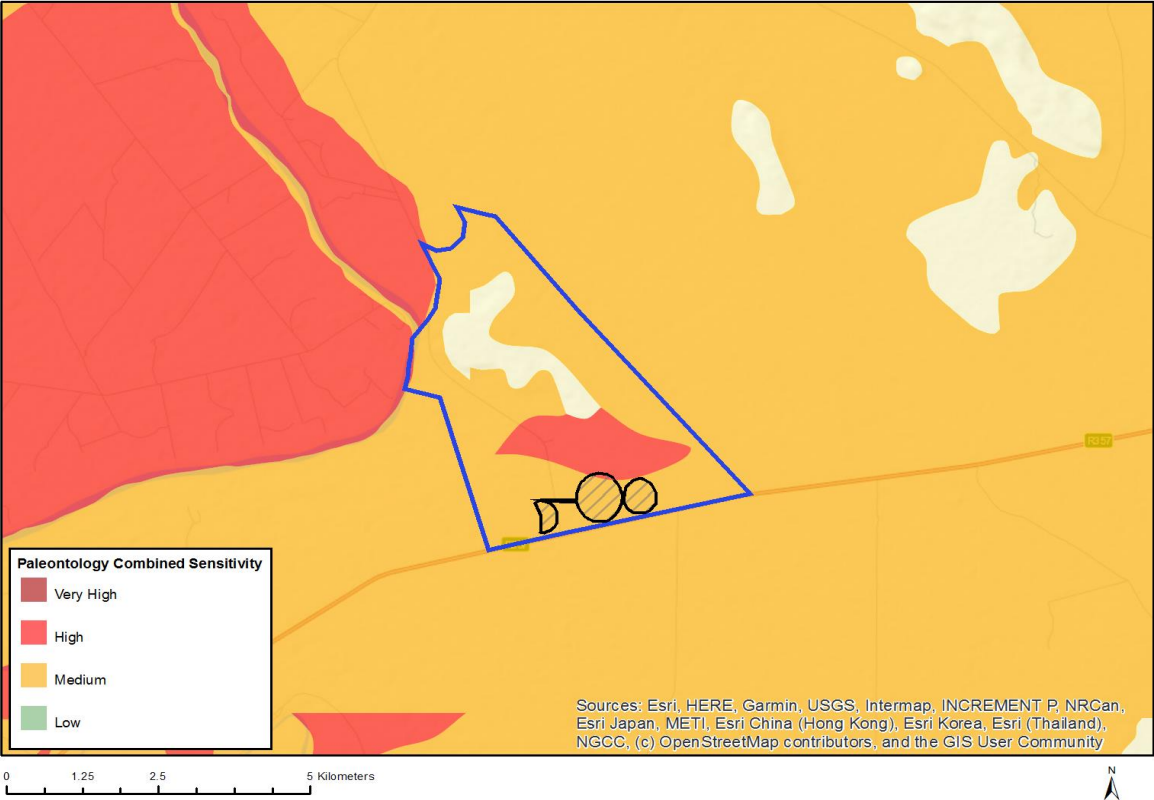 R357
Paleontology Combined Sensitivity
Very High
High
Medium
Low
Sources: Esri, HERE, Garmin, USGS, Intermap, INCREMENT P, NRCan,
Esri Japan, METI, Esri China (Hong Kong), Esri Korea, Esri (Thailand),
NGCC, (c) OpenStreetMap contributors, and the GIS User Community
0 1.25 2.5 5 Kilometers
N